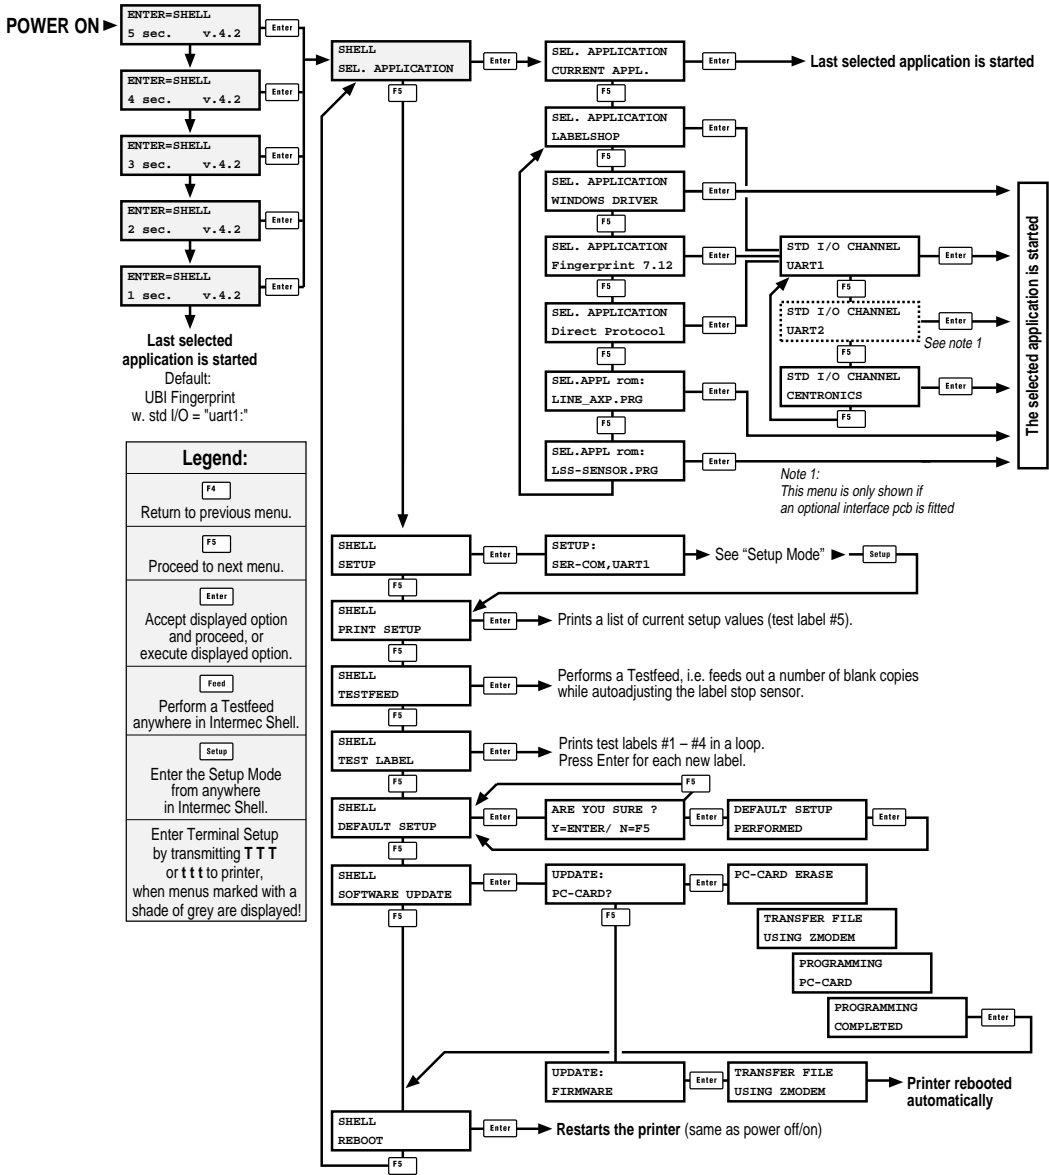 POWER ON
ENTER=SHELL
5 sec. v.4.2
Enter
ENTER=SHELL
4 sec. v.4.2
Enter
ENTER=SHELL
3 sec. v.4.2
Enter
ENTER=SHELL
2 sec. v.4.2
Enter
ENTER=SHELL
1 sec. v.4.2
Enter
Last selected
application is started
Default:
UBI Fingerprint
w. std I/O = "uart1:"
Legend:
F4
Return to previous menu.
F5
Proceed to next menu.
Enter
Accept displayed option
and proceed, or
execute displayed option.
Feed
Perform a Testfeed
anywhere in Intermec Shell.
Setup
Enter the Setup Mode
from anywhere
in Intermec Shell.
Enter Terminal Setup
by transmitting T T T
or t t t to printer,
when menus marked with a
shade of grey are displayed!
SHELL
SEL. APPLICATION
Enter
F5
SEL. APPLICATION
CURRENT APPL.
Enter
Last selected application is started
F5
SEL. APPLICATION
LABELSHOP
Enter
F5
SEL. APPLICATION
WINDOWS DRIVER
Enter
F5
SEL. APPLICATION
Fingerprint 7.12
Enter
F5
SEL. APPLICATION
Direct Protocol
Enter
F5
SEL.APPL rom:
LINE_AXP.PRG
Enter
F5
SEL.APPL rom:
LSS-SENSOR.PRG
Enter
STD I/O CHANNEL
UART1
Enter
F5
STD I/O CHANNEL
UART2
Enter
See note 1
F5
STD I/O CHANNEL
CENTRONICS
Enter
F5
The selected application is started
Note 1:
This menu is only shown if
an optional interface pcb is fitted
SHELL
SETUP
Enter
SETUP:
SER-COM,UART1
See “Setup Mode”
Setup
F5
SHELL
PRINT SETUP
Enter
Prints a list of current setup values (test label #5).
F5
SHELL
TESTFEED
Enter
Performs a Testfeed, i.e. feeds out a number of blank copies
while autoadjusting the label stop sensor.
F5
SHELL
TEST LABEL
Enter
Prints test labels #1 – #4 in a loop.
Press Enter for each new label.
F5
SHELL
DEFAULT SETUP
Enter
ARE YOU SURE ?
Y=ENTER/ N=F5
F5
Enter
DEFAULT SETUP
PERFORMED
Enter
F5
SHELL
SOFTWARE UPDATE
Enter
UPDATE:
PC-CARD?
Enter
PC-CARD ERASE
F5
F5
TRANSFER FILE
USING ZMODEM
PROGRAMMING
PC-CARD
PROGRAMMING
COMPLETED
Enter
UPDATE:
FIRMWARE
Enter
TRANSFER FILE
USING ZMODEM
Printer rebooted
automatically
SHELL
REBOOT
Enter
Restarts the printer (same as power off/on)
F5